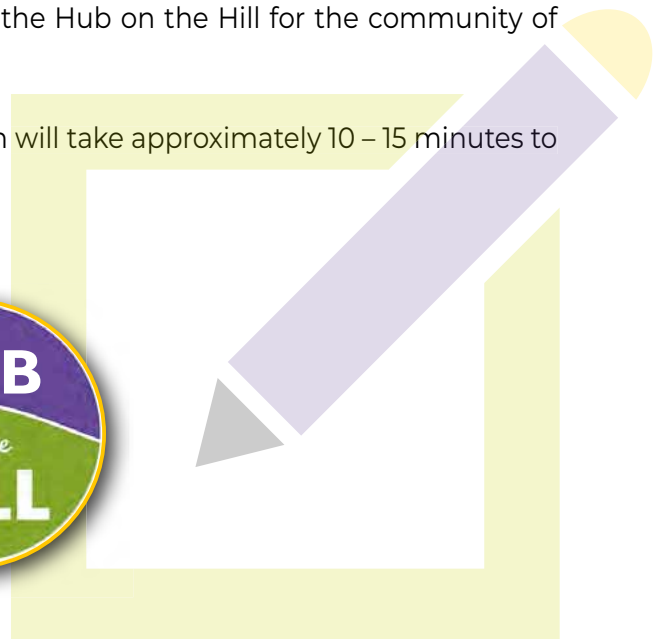 the Hub on the Hill for the community of
will take approximately 10 – 15 minutes to
B
LL